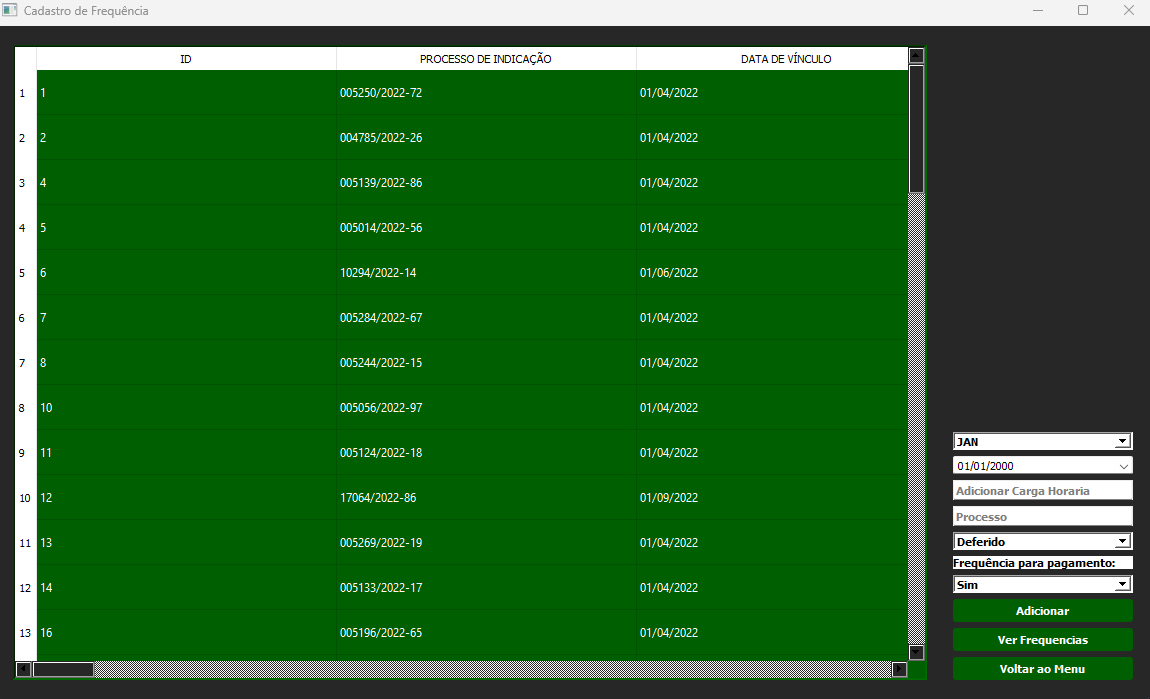 Cadastro de Frequência
ID PROCESSO DE INDICAÇÃO DATA DE VÍNCULO
1 1 005250/2022-72 01/04/2022
2 2 004785/2022-26 01/04/2022
3 4 005139/2022-86 01/04/2022
4 5 005014/2022-56 01/04/2022
5 6 10294/2022-14 01/06/2022
6 7 005284/2022-67 01/04/2022
7 8 005244/2022-15 01/04/2022
8 10 005056/2022-97 01/04/2022
9 11 005124/2022-18 01/04/2022
10 12 17064/2022-86 01/09/2022
11 13 005269/2022-19 01/04/2022
12 14 005133/2022-17 01/04/2022
13 16 005196/2022-65 01/04/2022
JAN
01/01/2000
Adicionar Carga Horaria
Processo
Deferido
Frequência para pagamento:
Sim
Adicionar
Ver Frequencias
Voltar ao Menu